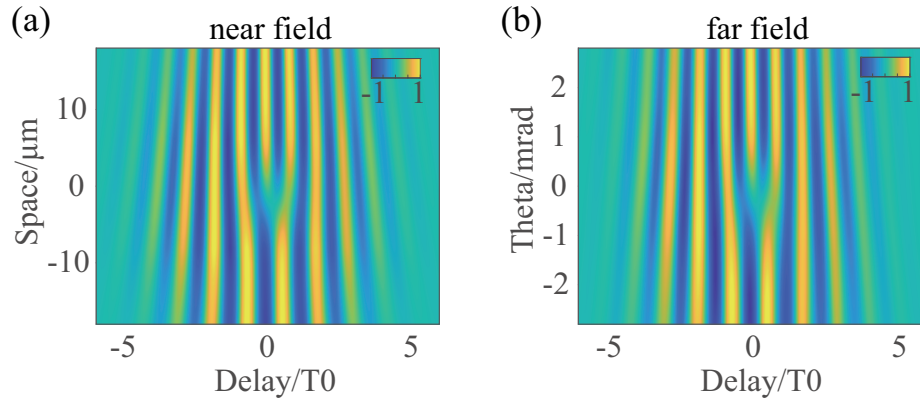 (a)
near field
-1 1
Space/μm
10
0
-10
-5 0 5
Delay/T0
(b)
far field
-1 1
Theta/mrad
2
1
0
-1
-2
-5 0 5
Delay/T0